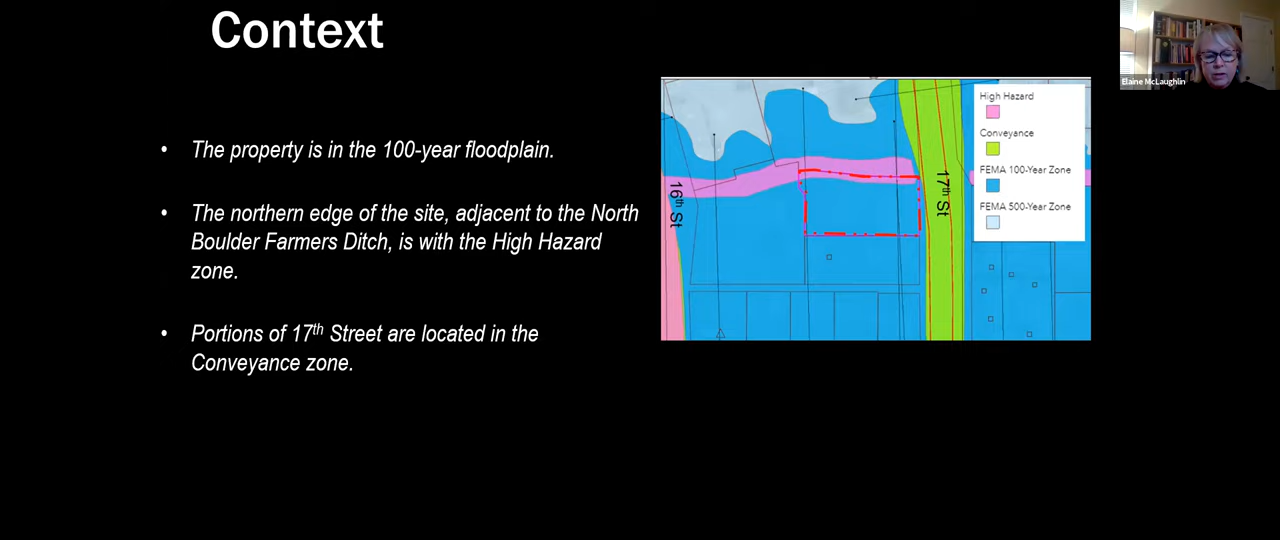 Context
Elaine McLaughlin
• The property is in the 100-year floodplain.
• The northern edge of the site, adjacent to the North
Boulder Farmers Ditch, is with the High Hazard
zone.
• Portions of 17th Street are located in the
Conveyance zone.
16th St
17th St
High Hazard
Conveyance
FEMA 100-Year Zone
FEMA 500-Year Zone